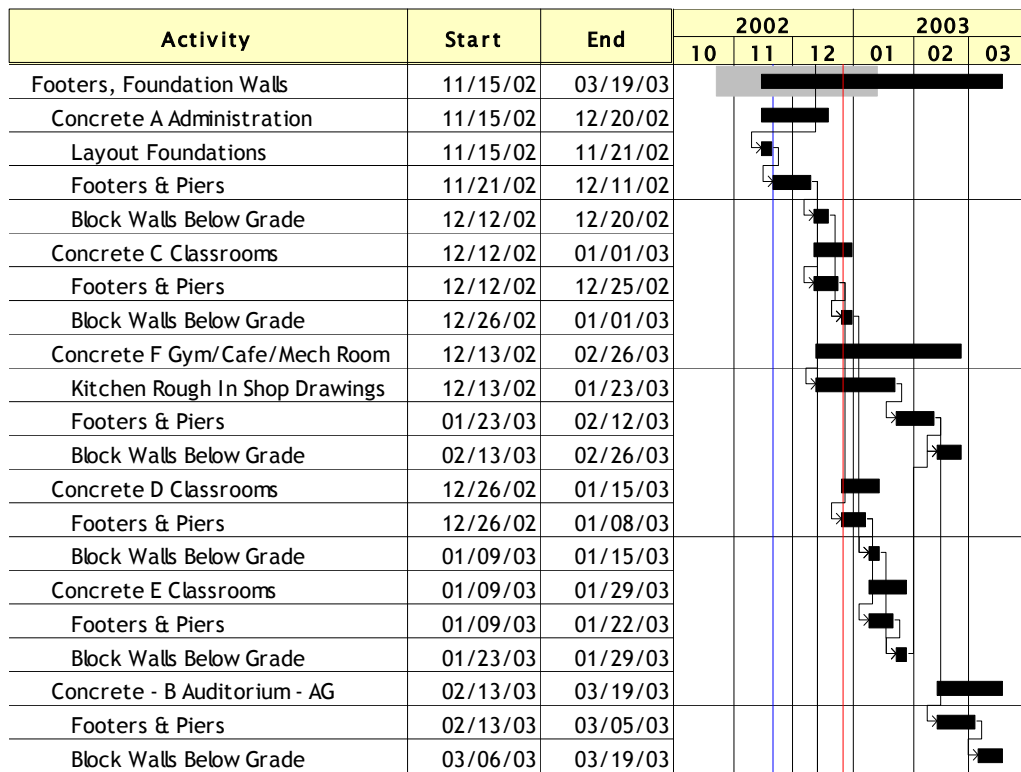 Activity Start End 2002 2003
10 11 12 01 02 03
Footers, Foundation Walls 11/15/02 03/19/03
Concrete A Administration 11/15/02 12/20/02
Layout Foundations 11/15/02 11/21/02
Footers & Piers 11/21/02 12/11/02
Block Walls Below Grade 12/12/02 12/20/02
Concrete C Classrooms 12/12/02 01/01/03
Footers & Piers 12/12/02 12/25/02
Block Walls Below Grade 12/26/02 01/01/03
Concrete F Gym/Cafe/Mech Room 12/13/02 02/26/03
Kitchen Rough In Shop Drawings 12/13/02 01/23/03
Footers & Piers 01/23/03 02/12/03
Block Walls Below Grade 02/13/03 02/26/03
Concrete D Classrooms 12/26/02 01/15/03
Footers & Piers 12/26/02 01/08/03
Block Walls Below Grade 01/09/03 01/15/03
Concrete E Classrooms 01/09/03 01/29/03
Footers & Piers 01/09/03 01/22/03
Block Walls Below Grade 01/23/03 01/29/03
Concrete - B Auditorium - AG 02/13/03 03/19/03
Footers & Piers 02/13/03 03/05/03
Block Walls Below Grade 03/06/03 03/19/03